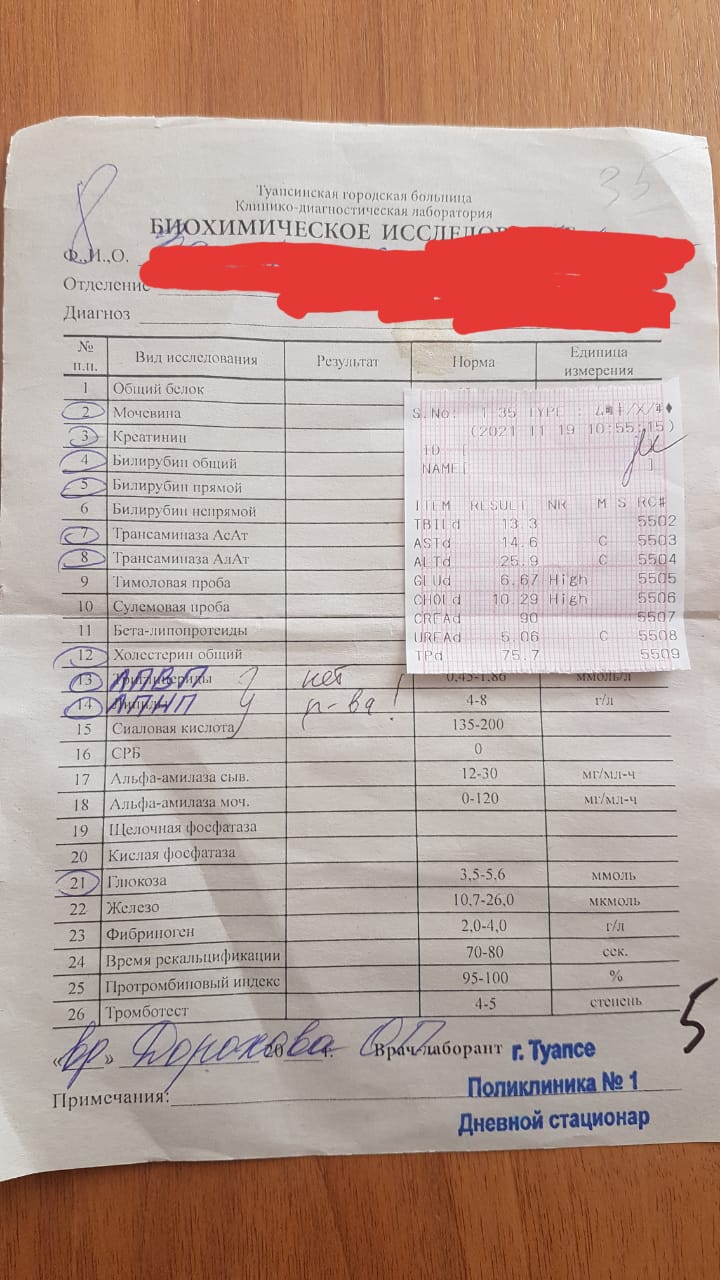 35
Туапсинская городская больница
Клинико-диагностическая лаборатория
БИОХИМИЧЕСКОЕ
Ф.,И.,О.
Отделение
Диагноз
№ п.п. Вид исследования Результат Норма Единица измерения
1 Общий белок
2 Мочевина
3 Креатинин
4 Билирубин общий
5 Билирубин прямой
6 Билирубин непрямой
7 Трансаминаза АсАт
8 Трансаминаза АлАт
9 Тимоловая проба
10 Сулемовая проба
11 Бета-липопротеиды
12 Холестерин общий
13 ЛПВП нет 0,45-1,86 ммоль/л
14 ЛПНП р-ва! 4-8 г/л
15 Сиаловая кислота 135-200
16 СРБ 0
17 Альфа-амилаза сыв. 12-30 мг/мл-ч
18 Альфа-амилаза моч. 0-120 мг/мл-ч
19 Щелочная фосфатаза
20 Кислая фосфатаза
21 Глюкоза 3,5-5,6 ммоль
22 Железо 10,7-26,0 мкмоль
23 Фибриноген 2,0-4,0 г/л
24 Время рекальцификации 70-80 сек.
25 Протромбиновый индекс 95-100 %
26 Тромботест 4-5 степень
S.No: 1 35 TYPE :
(2021 11 19 10:55:15)
ID [
NAME[ ]
ITEM RESULT NR M S RC#
TBILd 13.3 5502
ASTd 14.6 C 5503
ALTd 25.9 C 5504
GLUd 6.67 High 5505
CHOLd 10.29 High 5506
CREAd 90 5507
UREAd 5.06 C 5508
TPd 75.7 5509
5
«вр» Дорохова О.П. 20 г. Врач-лаборант
г. Туапсе
Поликлиника № 1
Дневной стационар
Примечания: